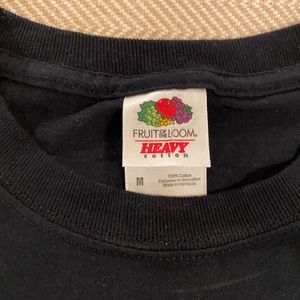 FRUIT OF THE LOOM
HEAVY
cotton
M
100% Cotton
Exclusive of decoration
Made in Honduras